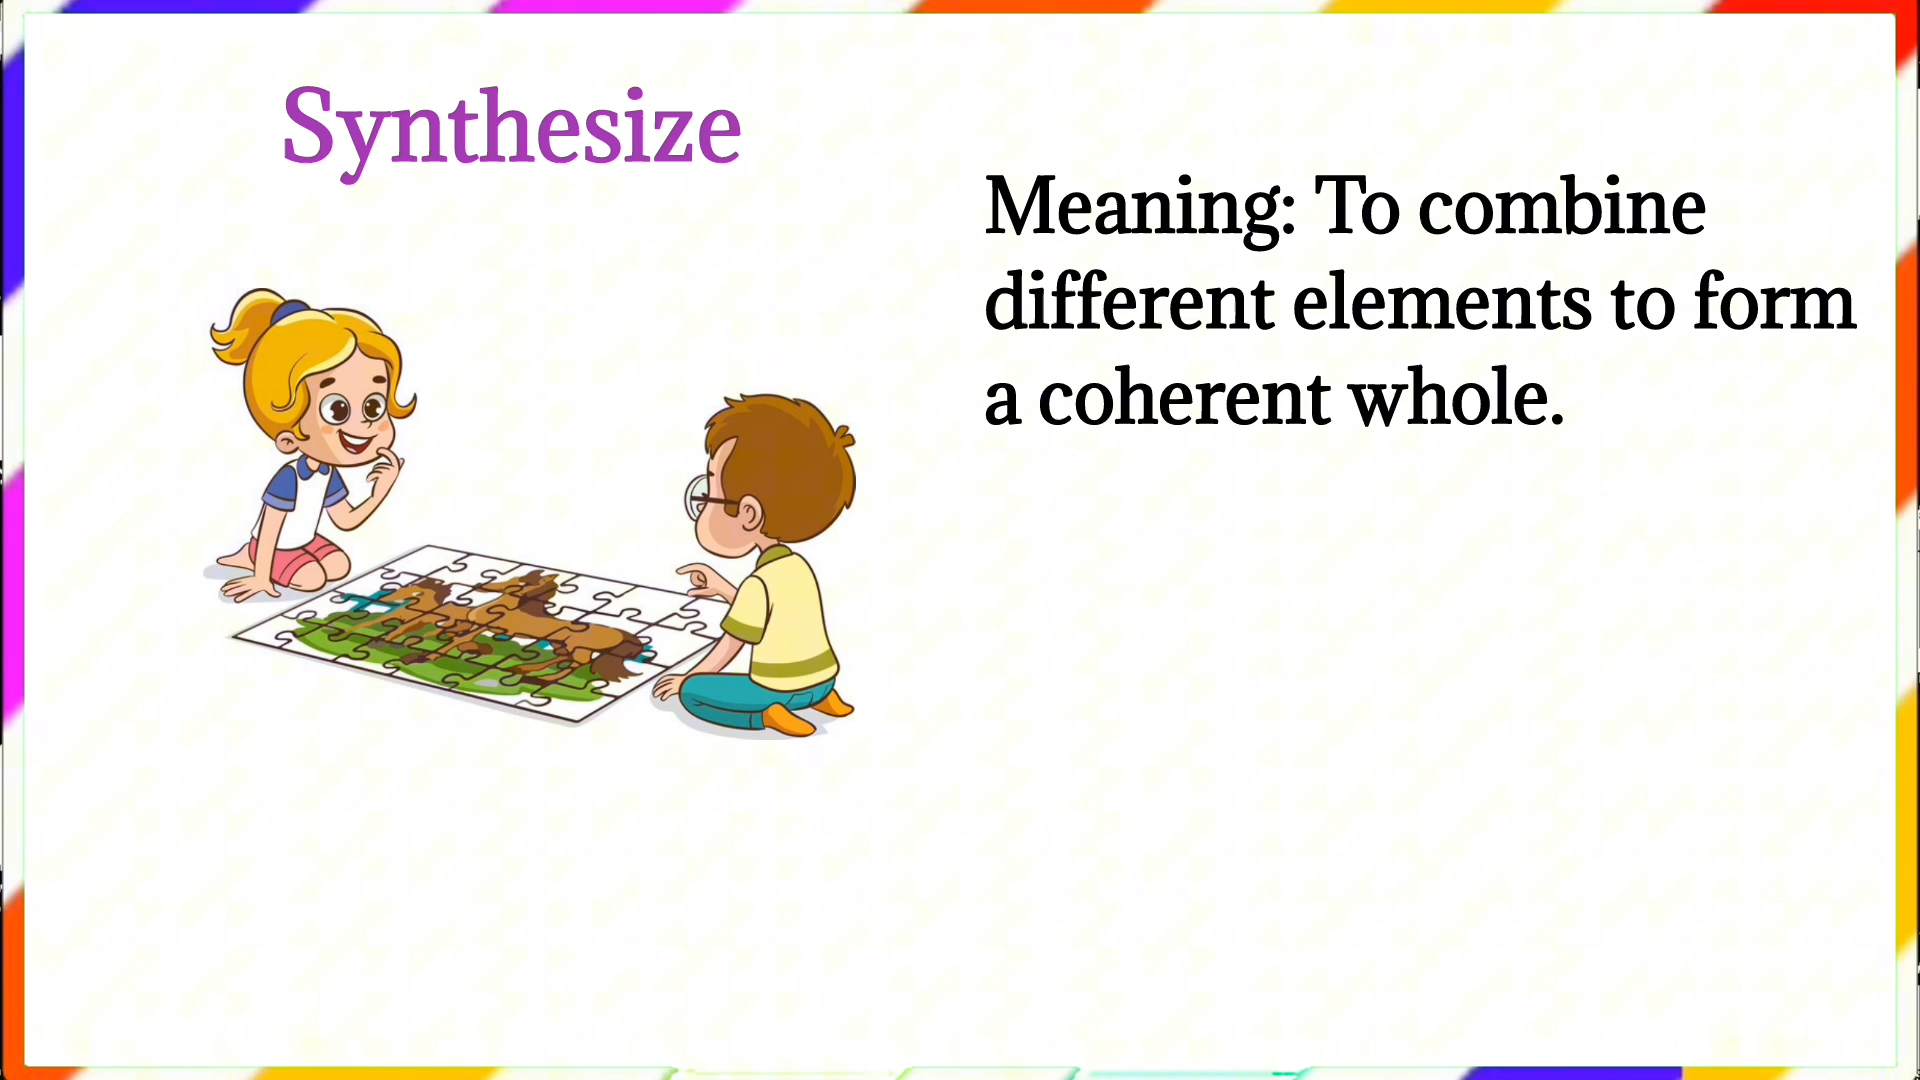 Synthesize
Meaning: To combine
different elements to form
a coherent whole.